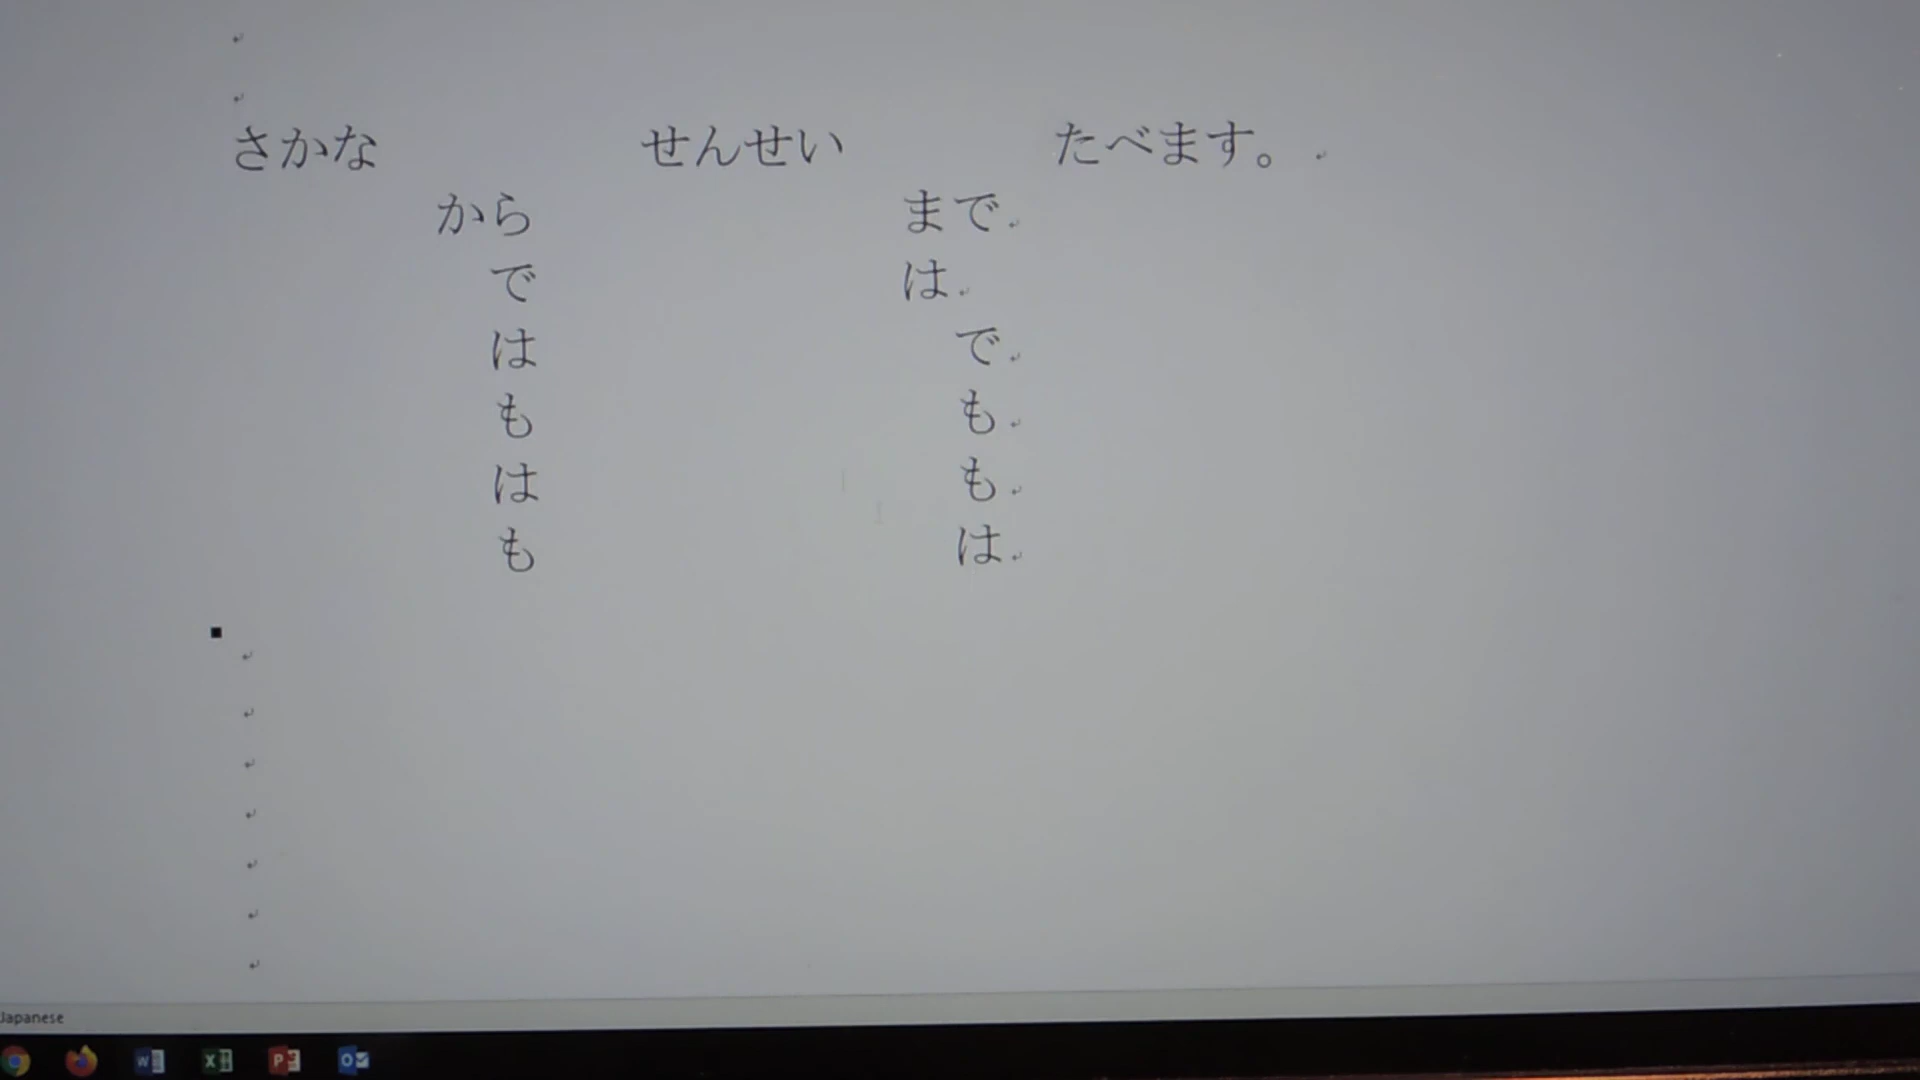 さかな せんせい たべます。
から まで
で は
は で
も も
は も
も は
Japanese